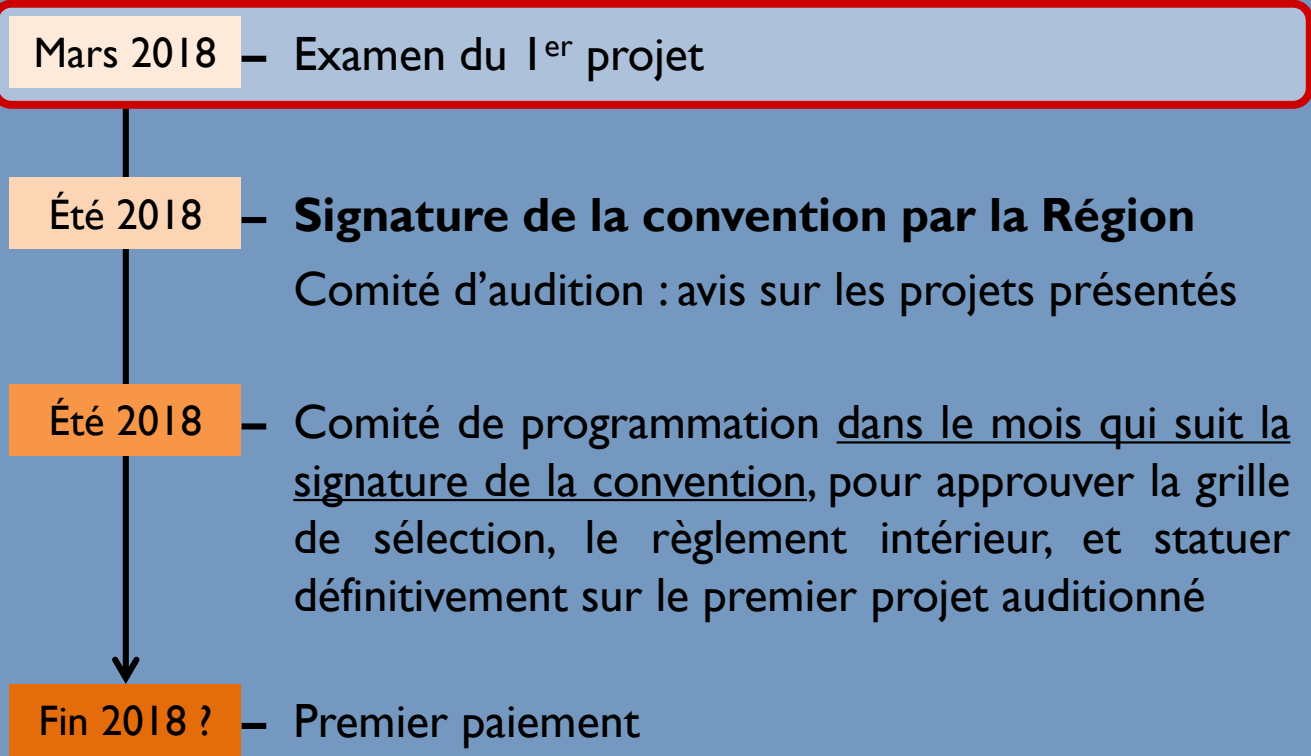 Mars 2018 – Examen du 1er projet
Été 2018 – Signature de la convention par la Région
Comité d’audition : avis sur les projets présentés
Été 2018 – Comité de programmation dans le mois qui suit la
signature de la convention, pour approuver la grille
de sélection, le règlement intérieur, et statuer
définitivement sur le premier projet auditionné
Fin 2018 ? – Premier paiement